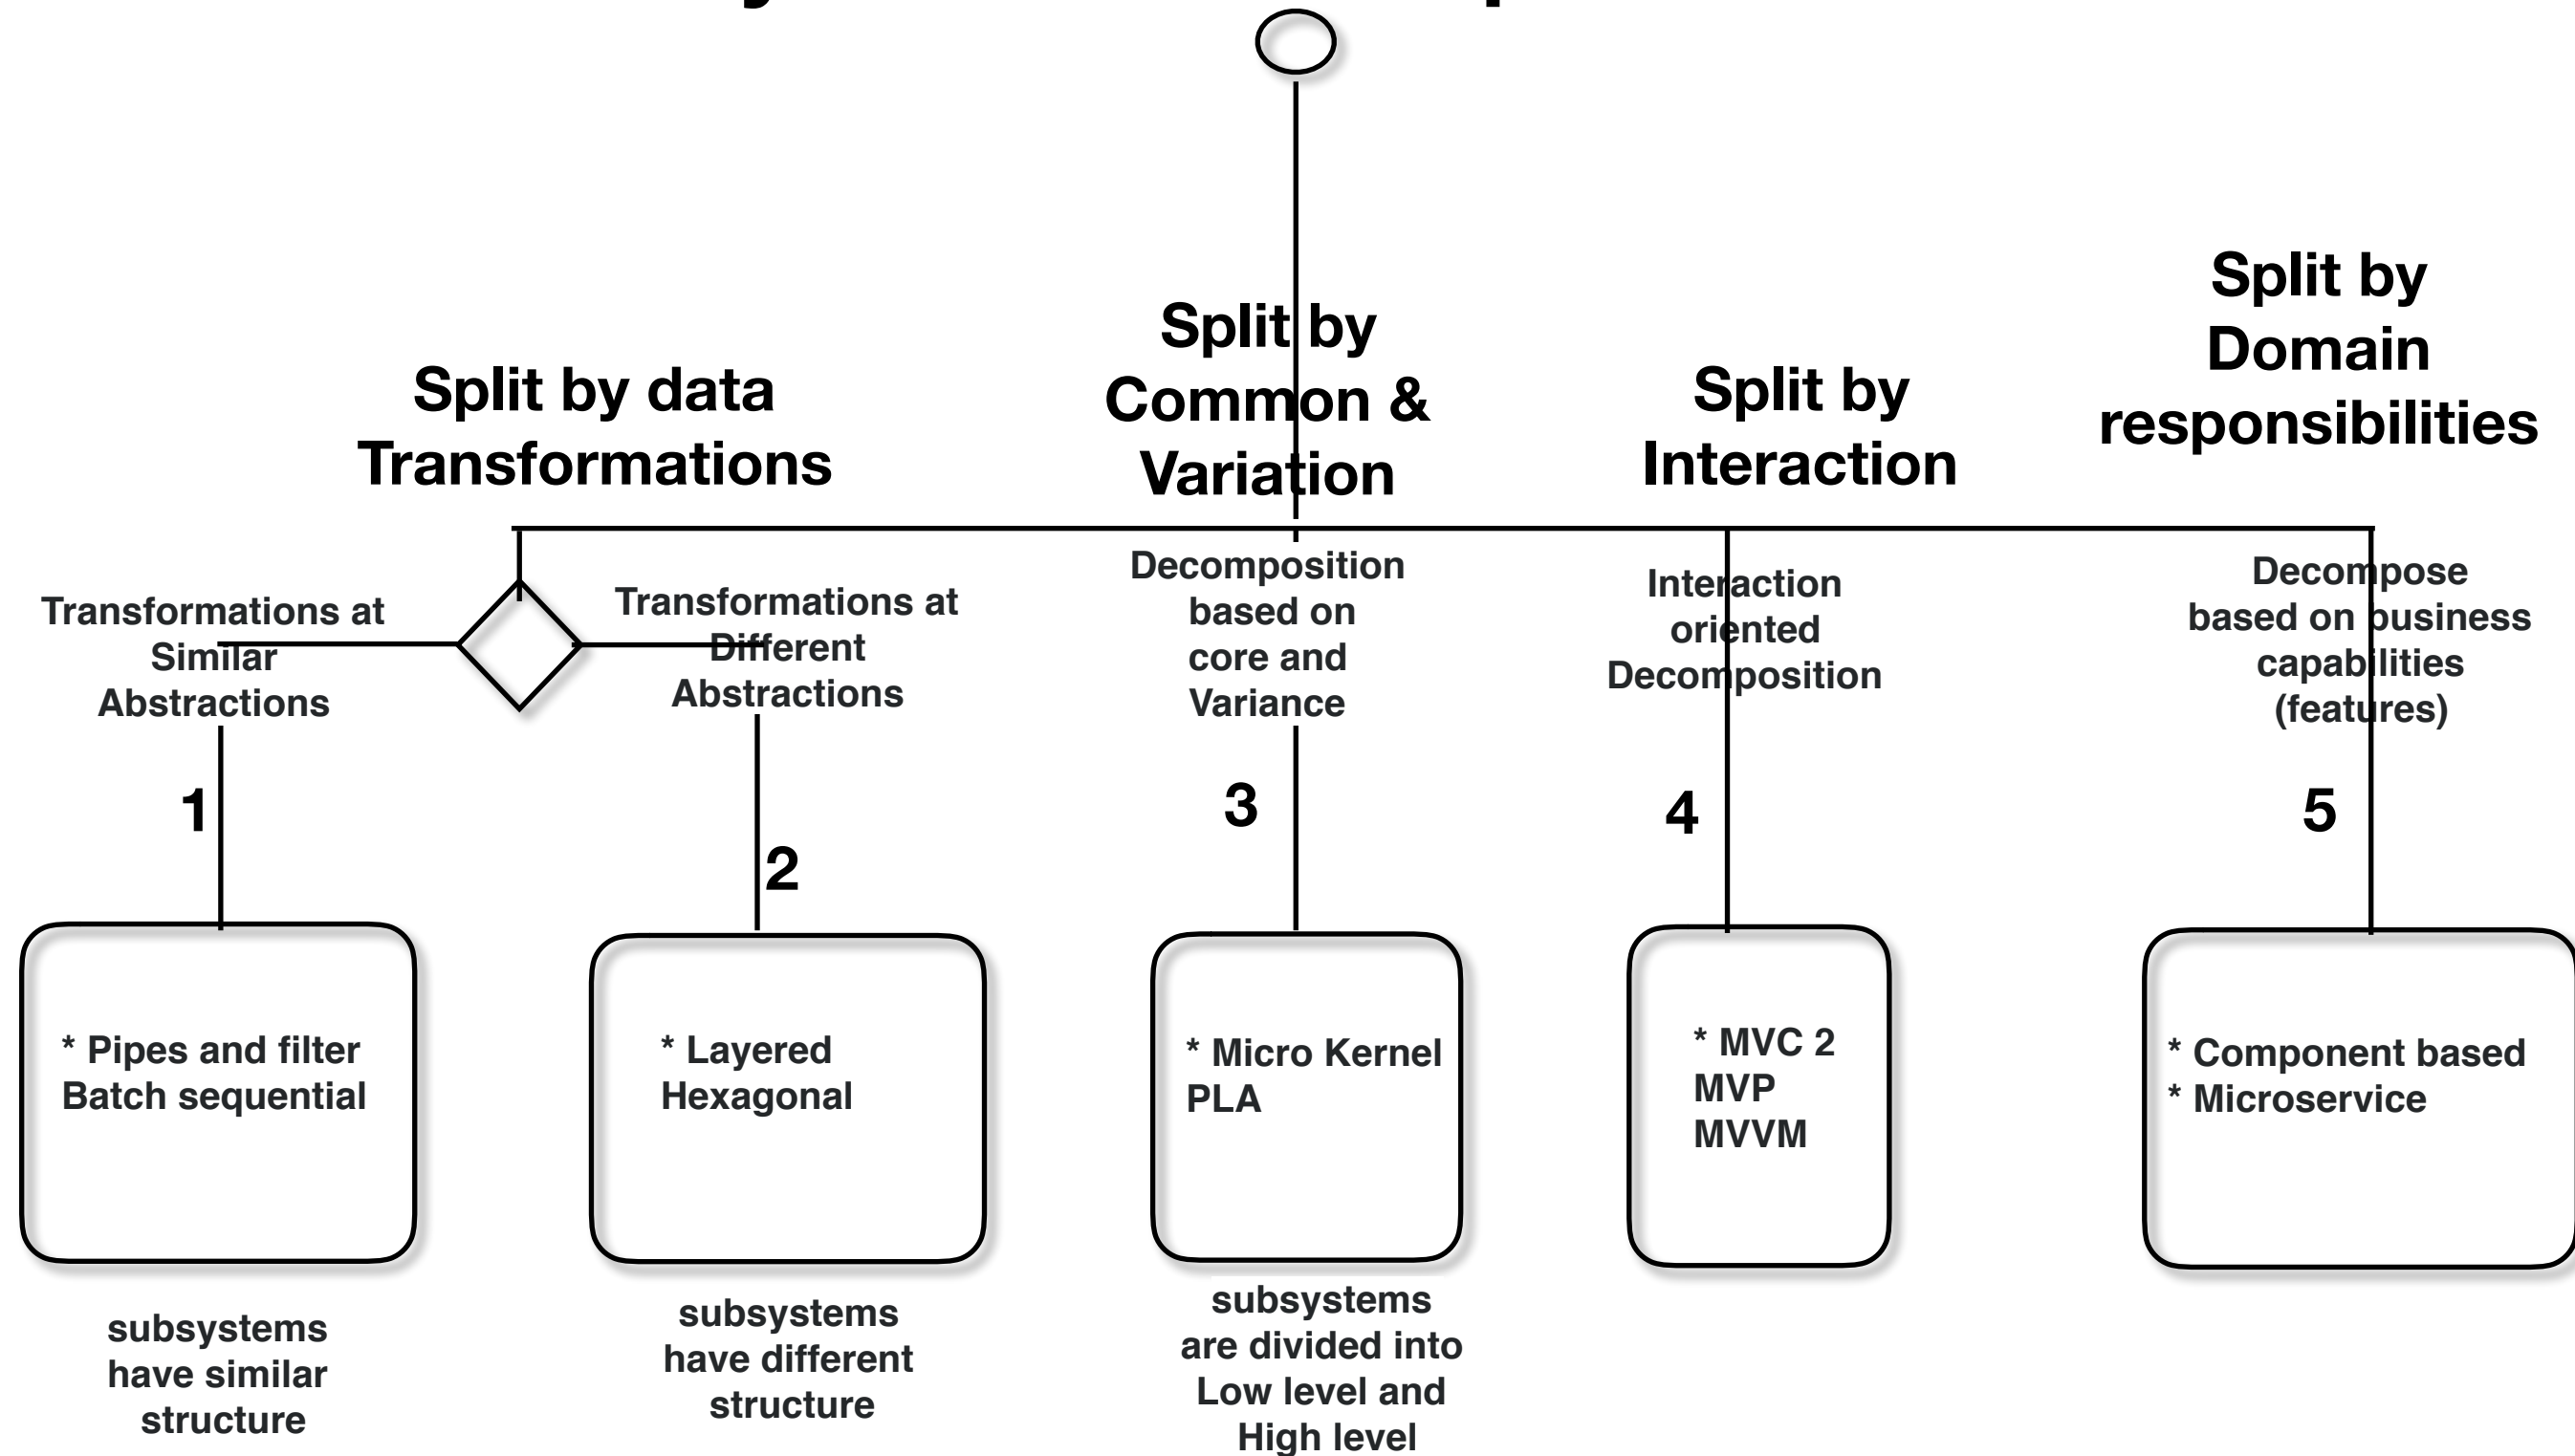 Split by data
Transformations
Split by
Common &
Variation
Split by
Interaction
Split by
Domain
responsibilities
Transformations at
Similar
Abstractions
Transformations at
Different
Abstractions
Decomposition
based on
core and
Variance
Interaction
oriented
Decomposition
Decompose
based on business
capabilities
(features)
1
2
3
4
5
* Pipes and filter
Batch sequential
* Layered
Hexagonal
* Micro Kernel
PLA
* MVC 2
MVP
MVVM
* Component based
* Microservice
subsystems
have similar
structure
subsystems
have different
structure
subsystems
are divided into
Low level and
High level